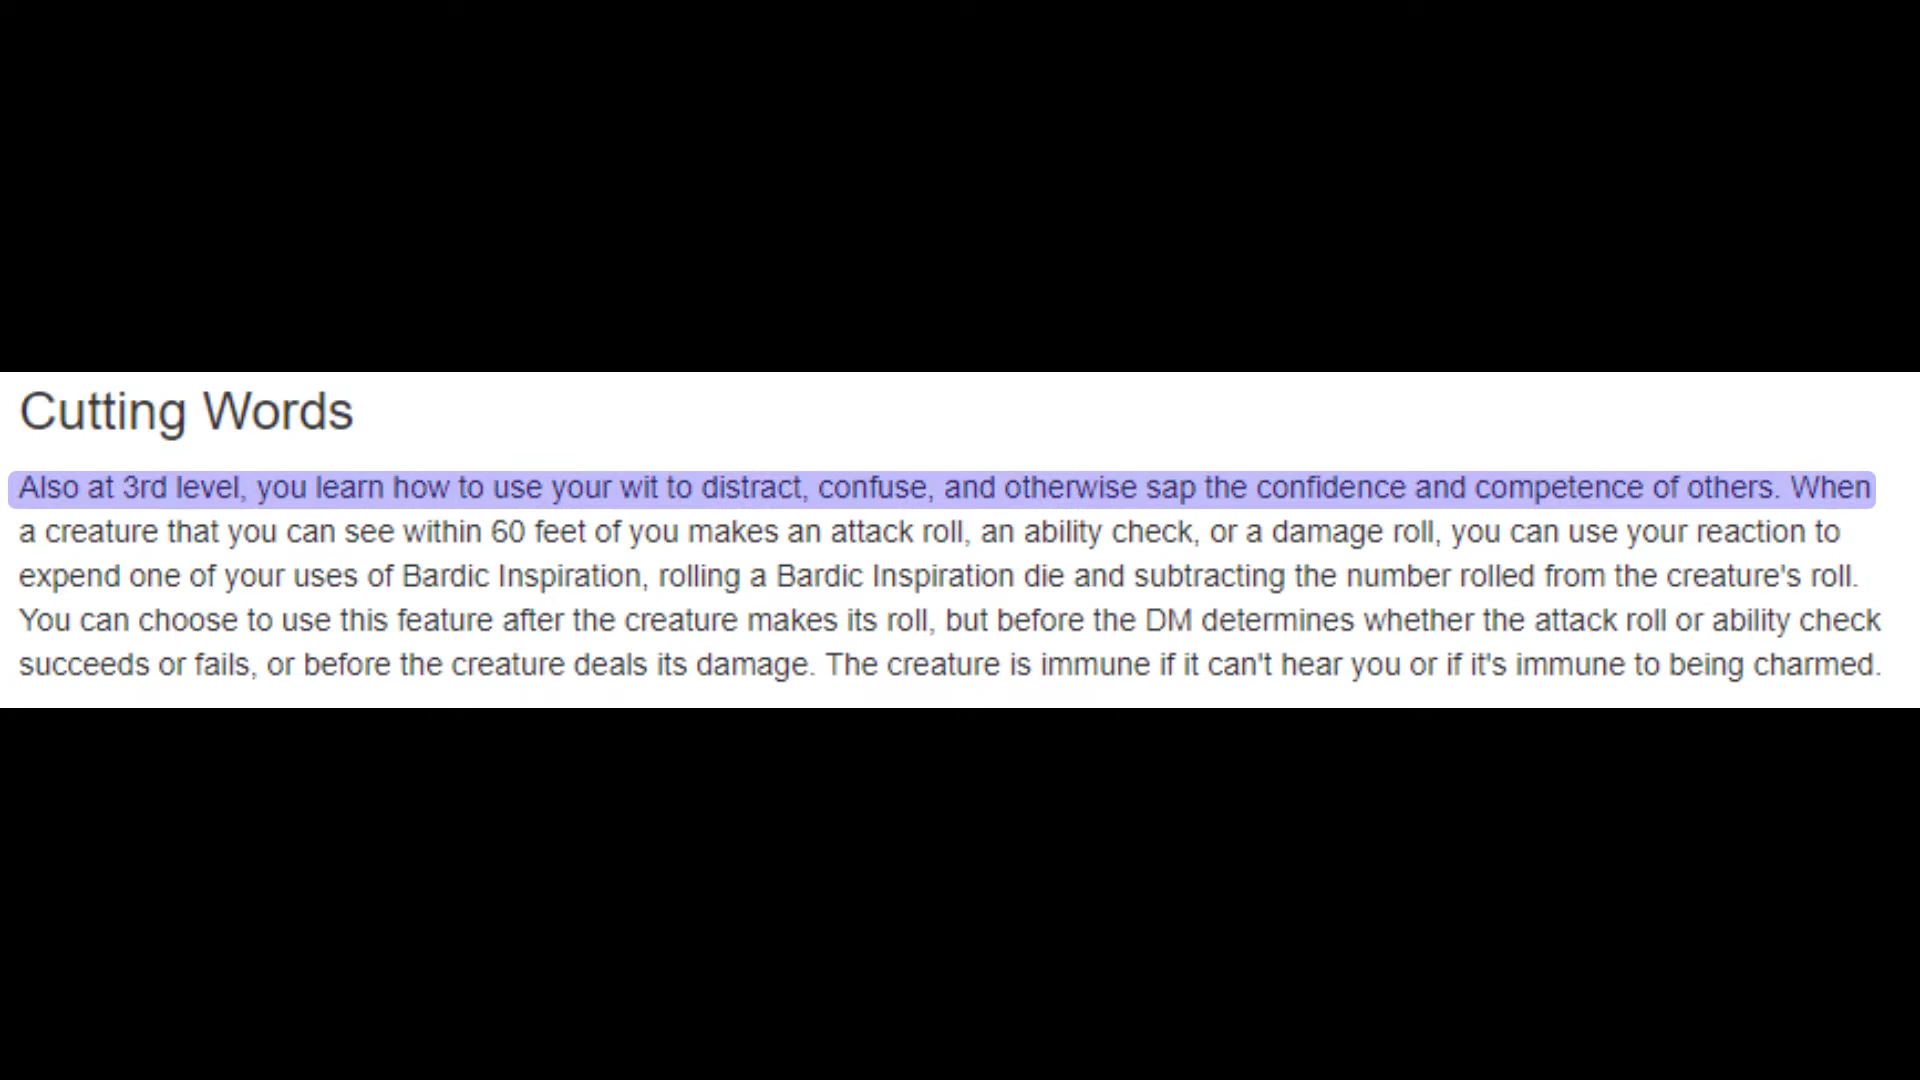 Cutting Words
Also at 3rd level, you learn how to use your wit to distract, confuse, and otherwise sap the confidence and competence of others. When
a creature that you can see within 60 feet of you makes an attack roll, an ability check, or a damage roll, you can use your reaction to
expend one of your uses of Bardic Inspiration, rolling a Bardic Inspiration die and subtracting the number rolled from the creature's roll.
You can choose to use this feature after the creature makes its roll, but before the DM determines whether the attack roll or ability check
succeeds or fails, or before the creature deals its damage. The creature is immune if it can't hear you or if it's immune to being charmed.